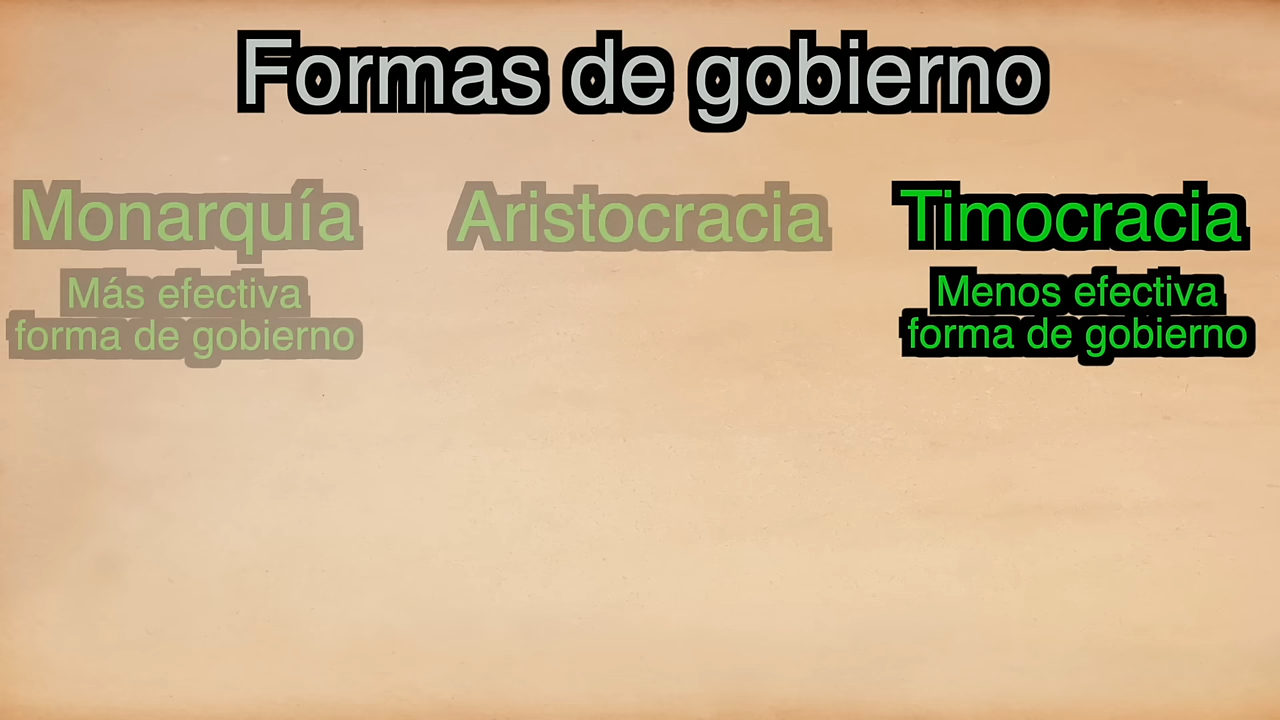 Formas de gobierno
Monarquía
Aristocracia
Timocracia
Más efectiva
forma de gobierno
Menos efectiva
forma de gobierno